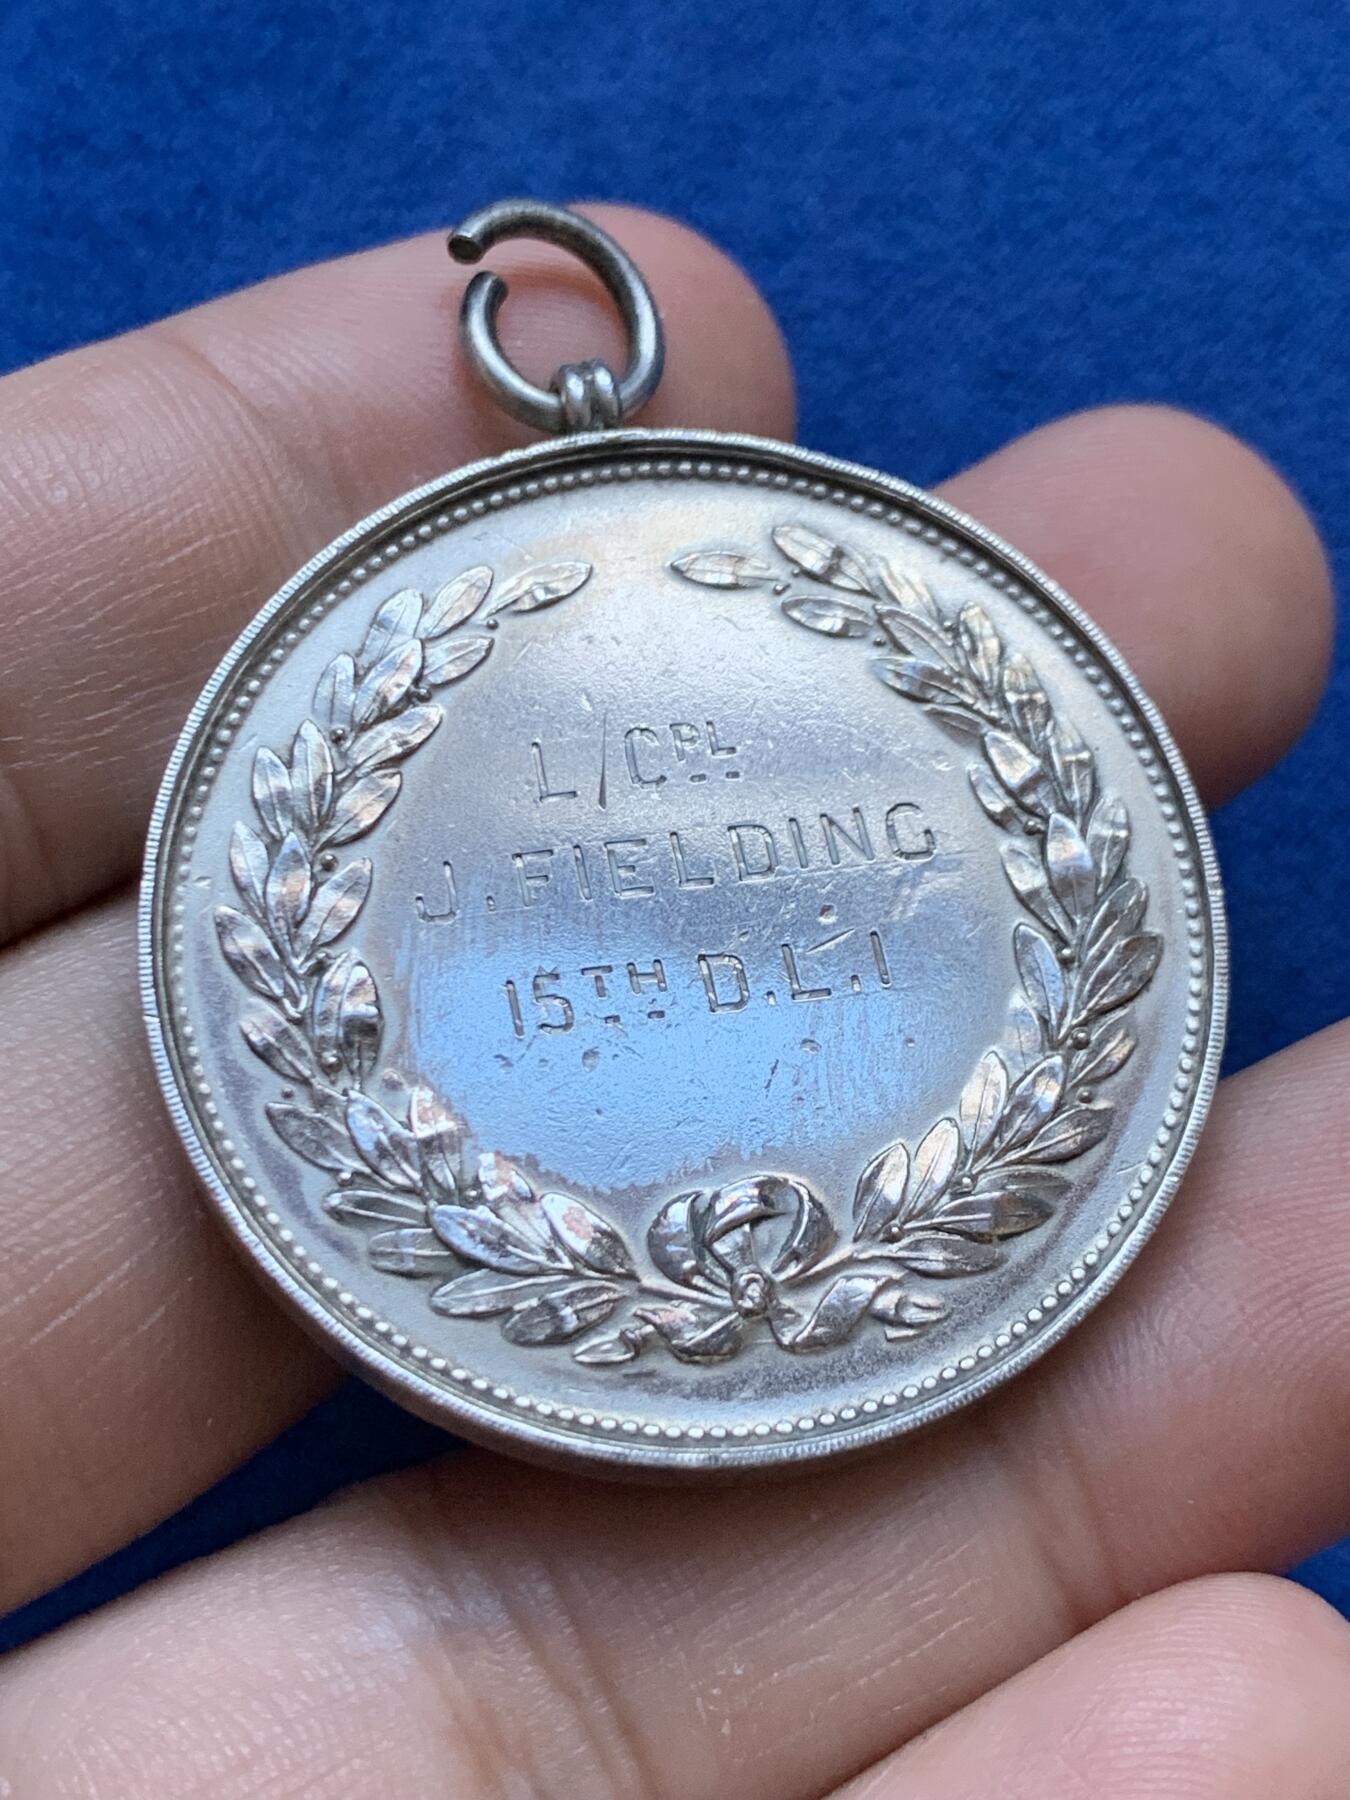 L/CPL
J. FIELDING
15TH D.L.I